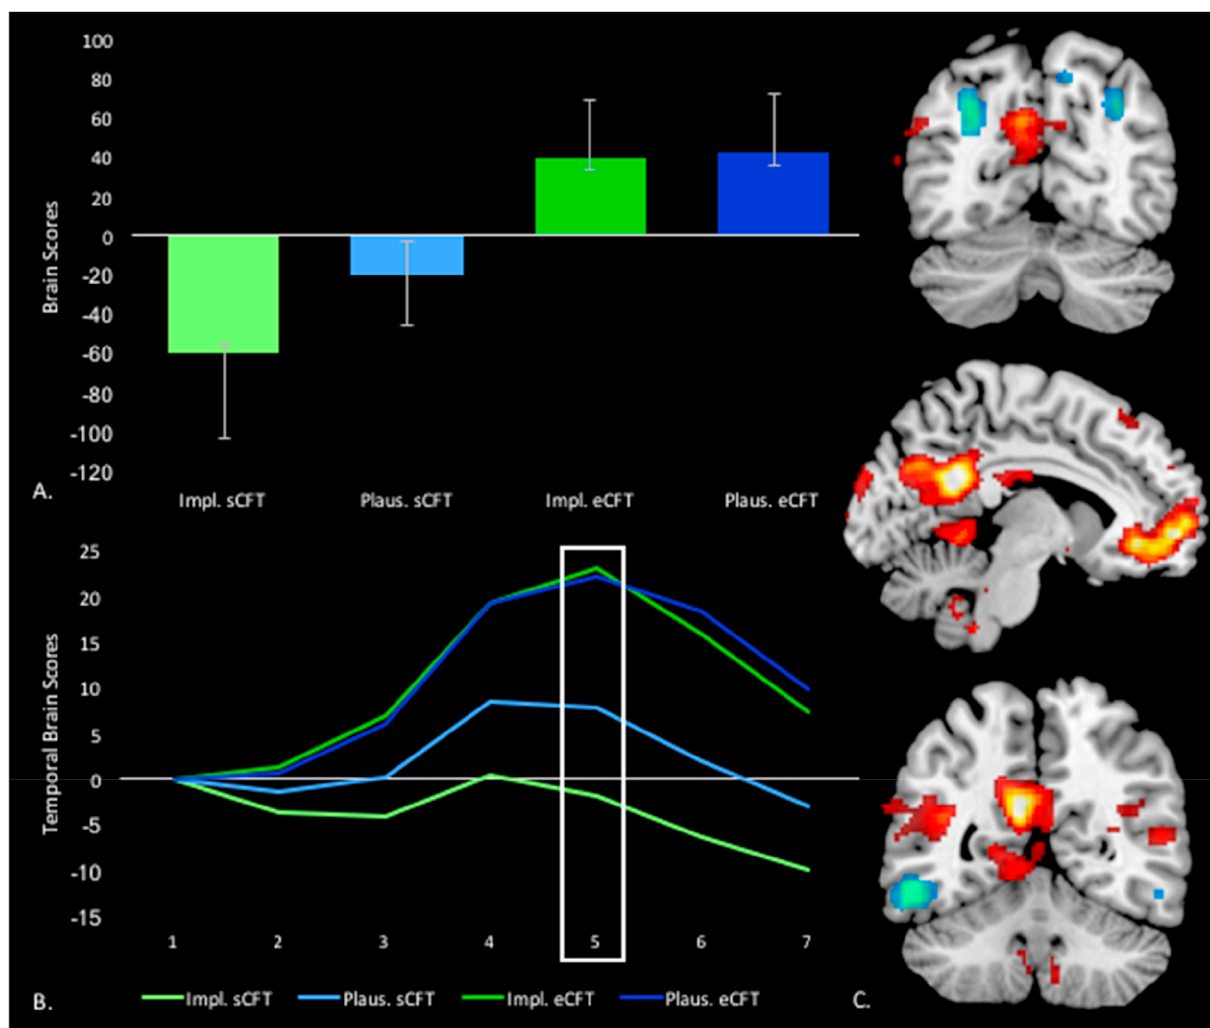 100
80
60
40
20
0
-20
-40
-60
-80
-100
-120
Brain Scores
A.
Impl. sCFT Plaus. sCFT Impl. eCFT Plaus. eCFT
25
20
15
10
5
0
-5
-10
-15
Temporal Brain Scores
1 2 3 4 5 6 7
B.
Impl. sCFT Plaus. sCFT Impl. eCFT Plaus. eCFT
C.